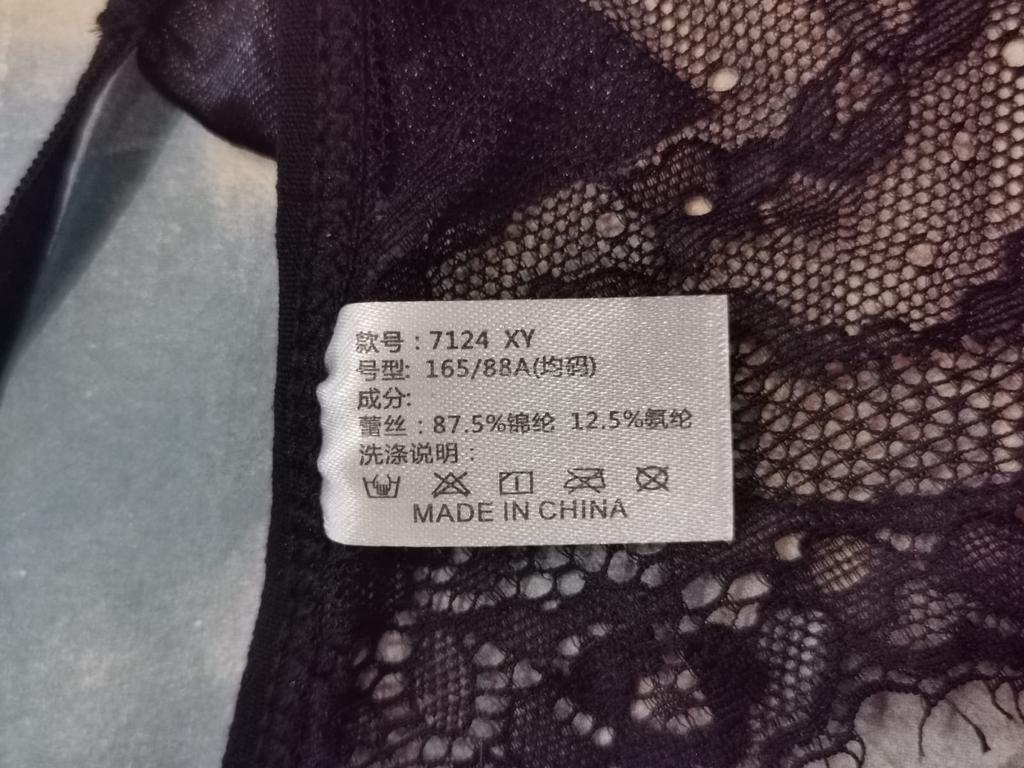 款号：7124 XY
号型: 165/88A(均码)
成分:
蕾丝：87.5%锦纶 12.5%氨纶
洗涤说明：
MADE IN CHINA